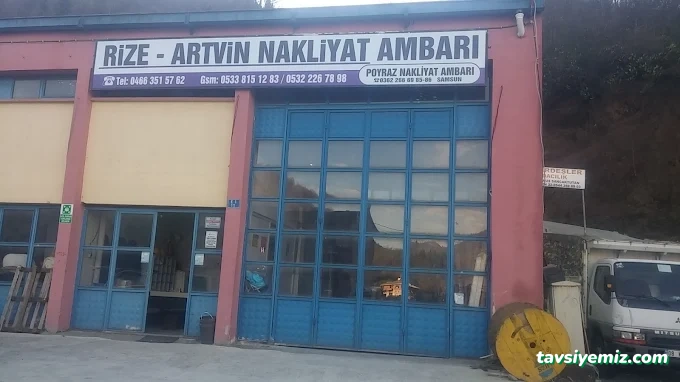 RİZE - ARTVİN NAKLİYAT AMBARI
Tel: 0466 351 57 62 Gsm: 0533 815 12 83 / 0532 226 78 98
POYRAZ NAKLİYAT AMBARI
SAMSUN
tavsiyemiz.com